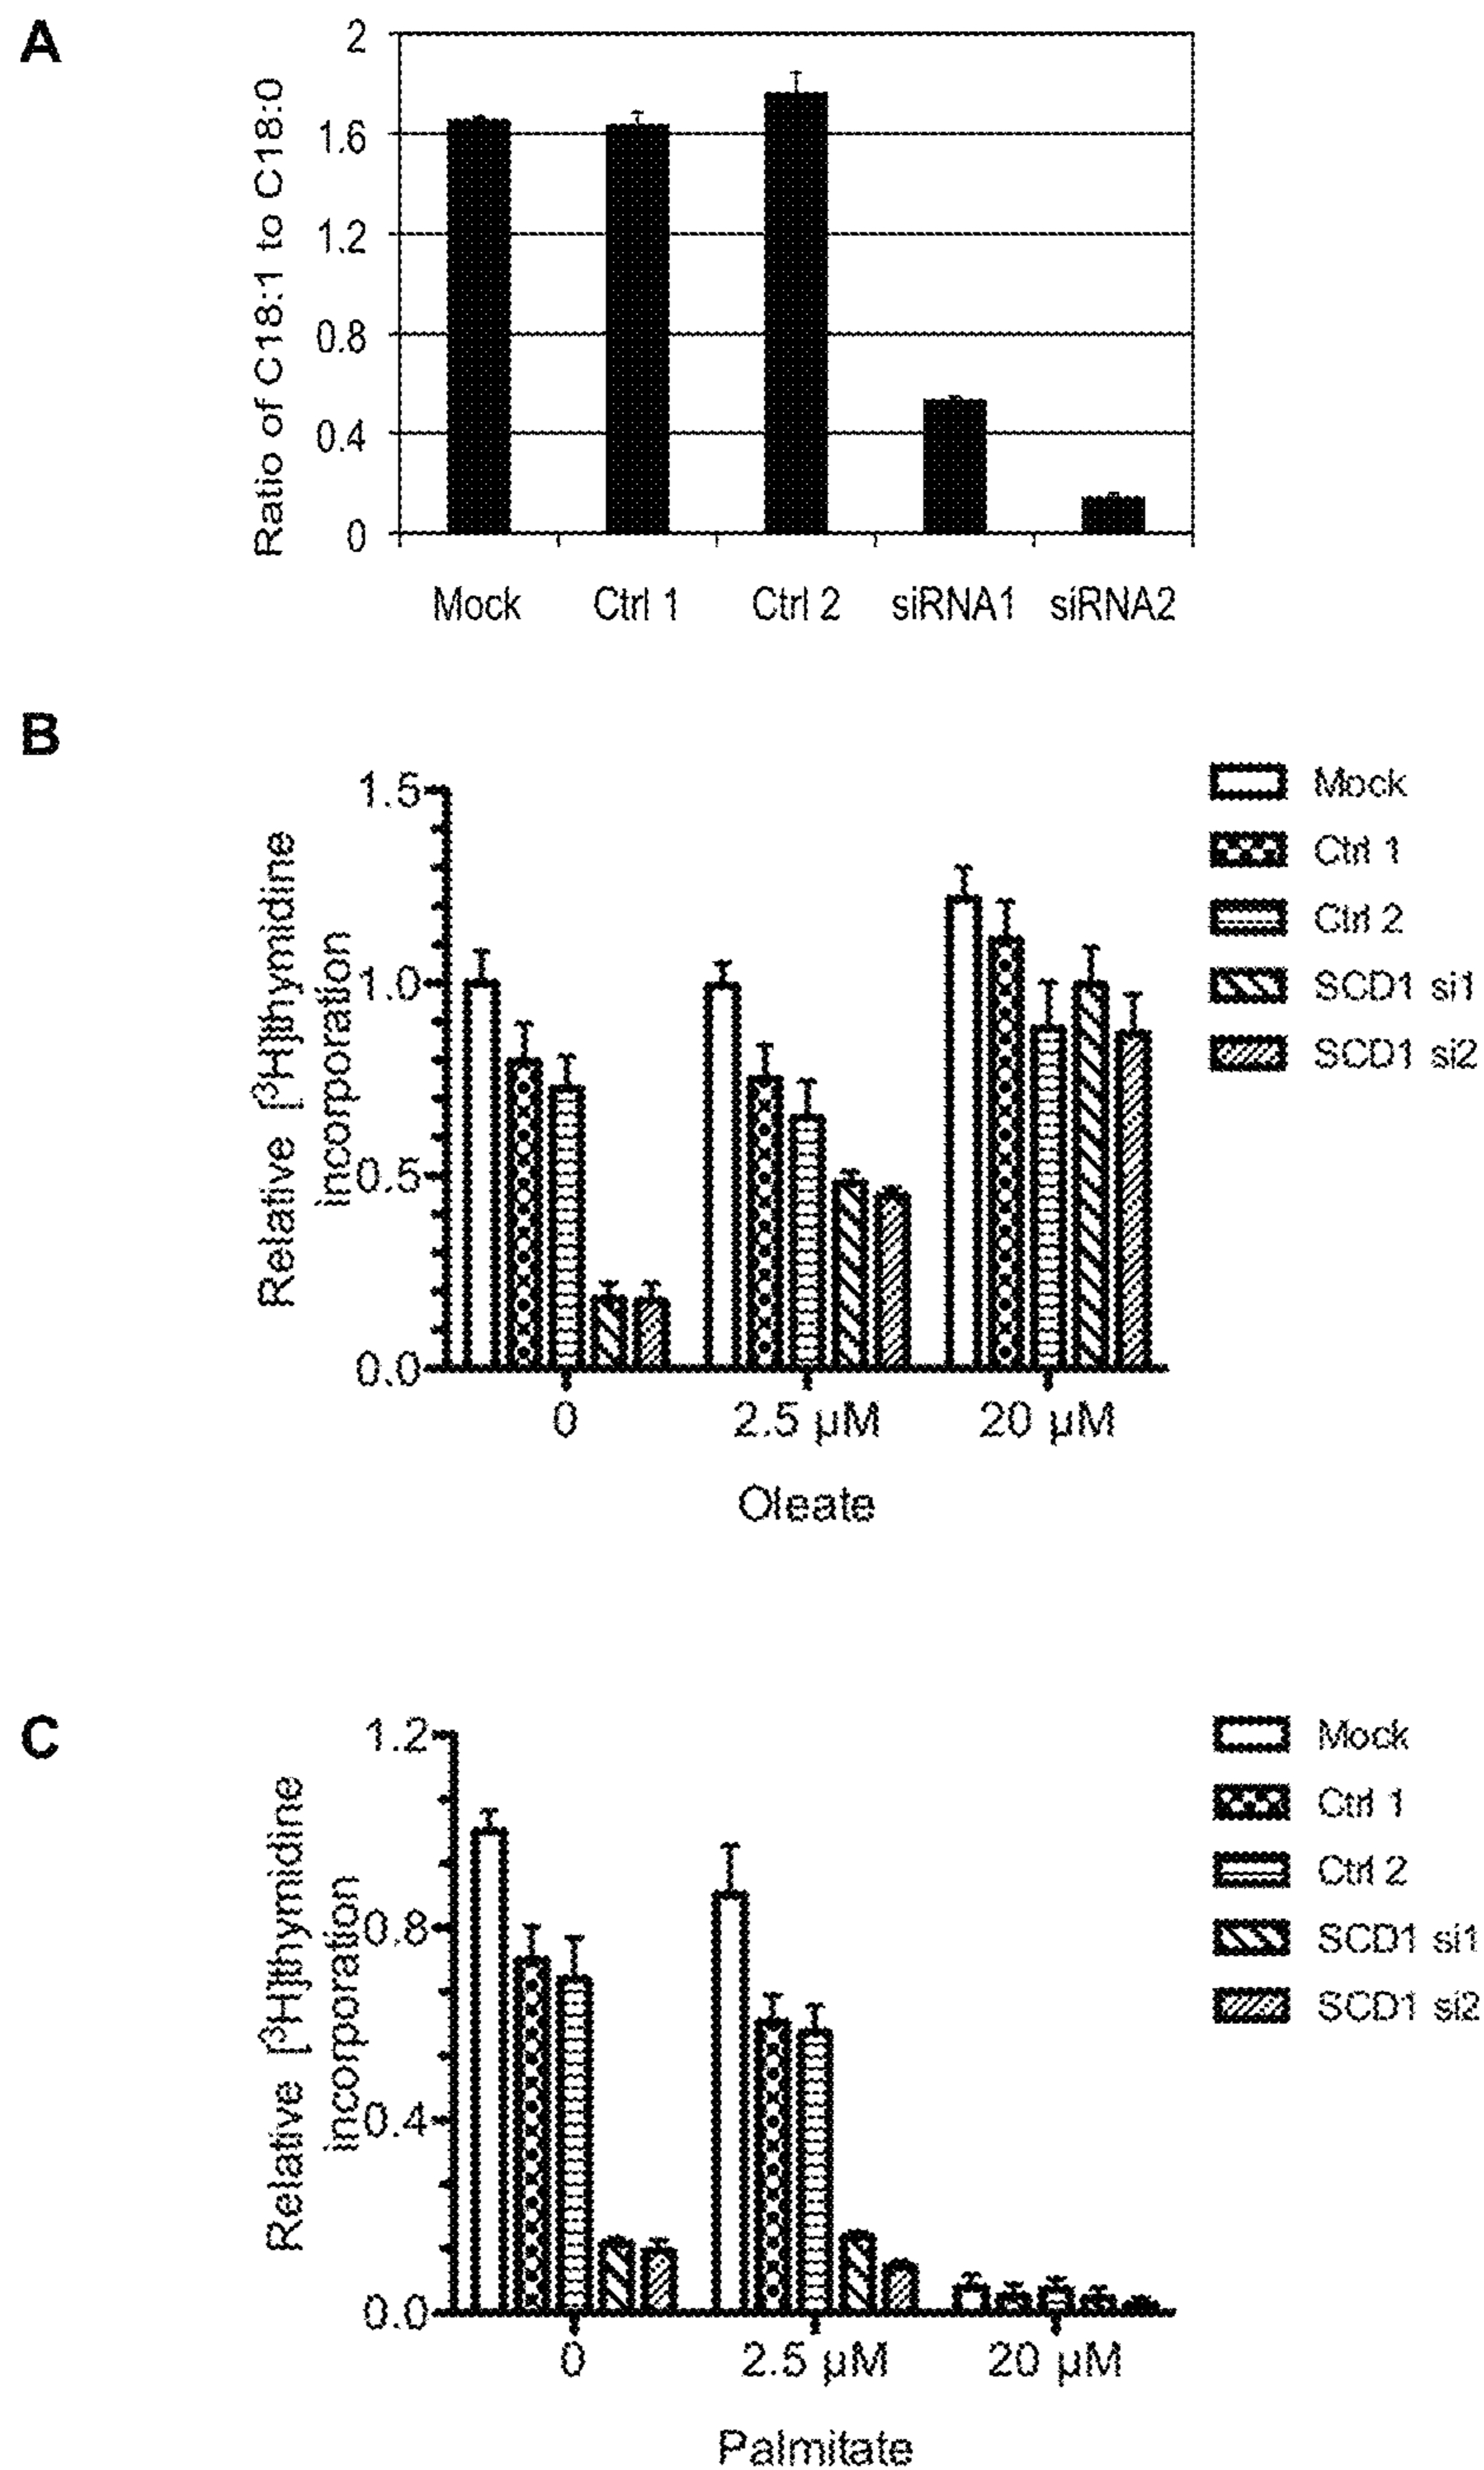 A
Ratio of C18:1 to C18:0
2
1.6
1.2
0.8
0.4
0
Mock Ctrl 1 Ctrl 2 siRNA1 siRNA2
B
Relative [³H]thymidine
incorporation
1.5
1.0
0.5
0.0
0 2.5 µM 20 µM
Oleate
Mock
Ctrl 1
Ctrl 2
SCD1 si1
SCD1 si2
C
Relative [³H]thymidine
incorporation
1.2
0.8
0.4
0.0
0 2.5 µM 20 µM
Palmitate
Mock
Ctrl 1
Ctrl 2
SCD1 si1
SCD1 si2